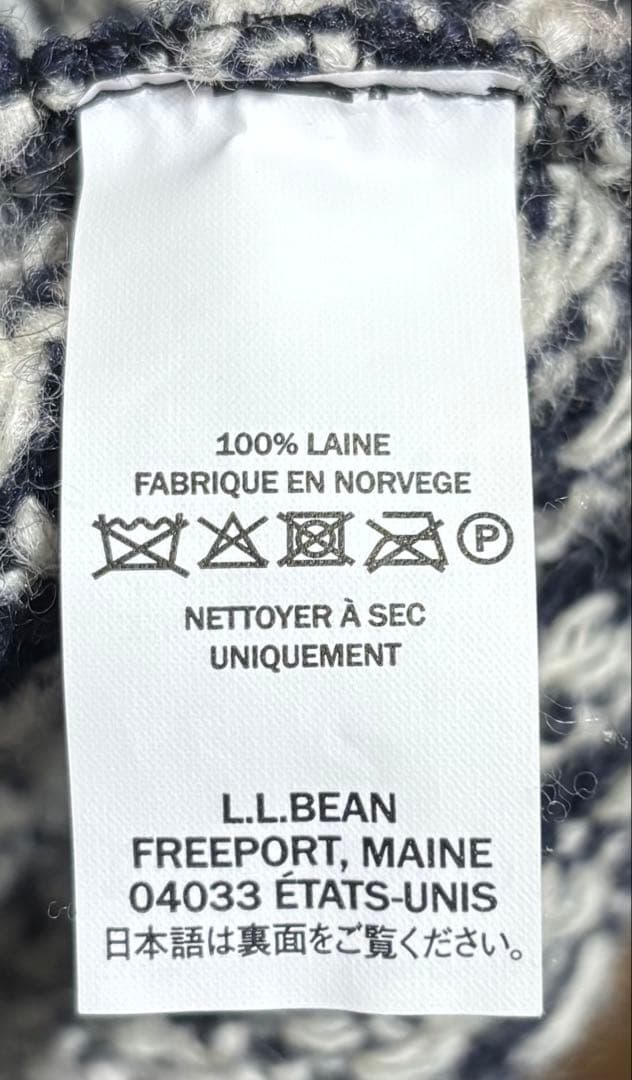 100% LAINE
FABRIQUE EN NORVEGE
P
NETTOYER À SEC
UNIQUEMENT
L.L.BEAN
FREEPORT, MAINE
04033 ÉTATS-UNIS
日本語は裏面をご覧ください。